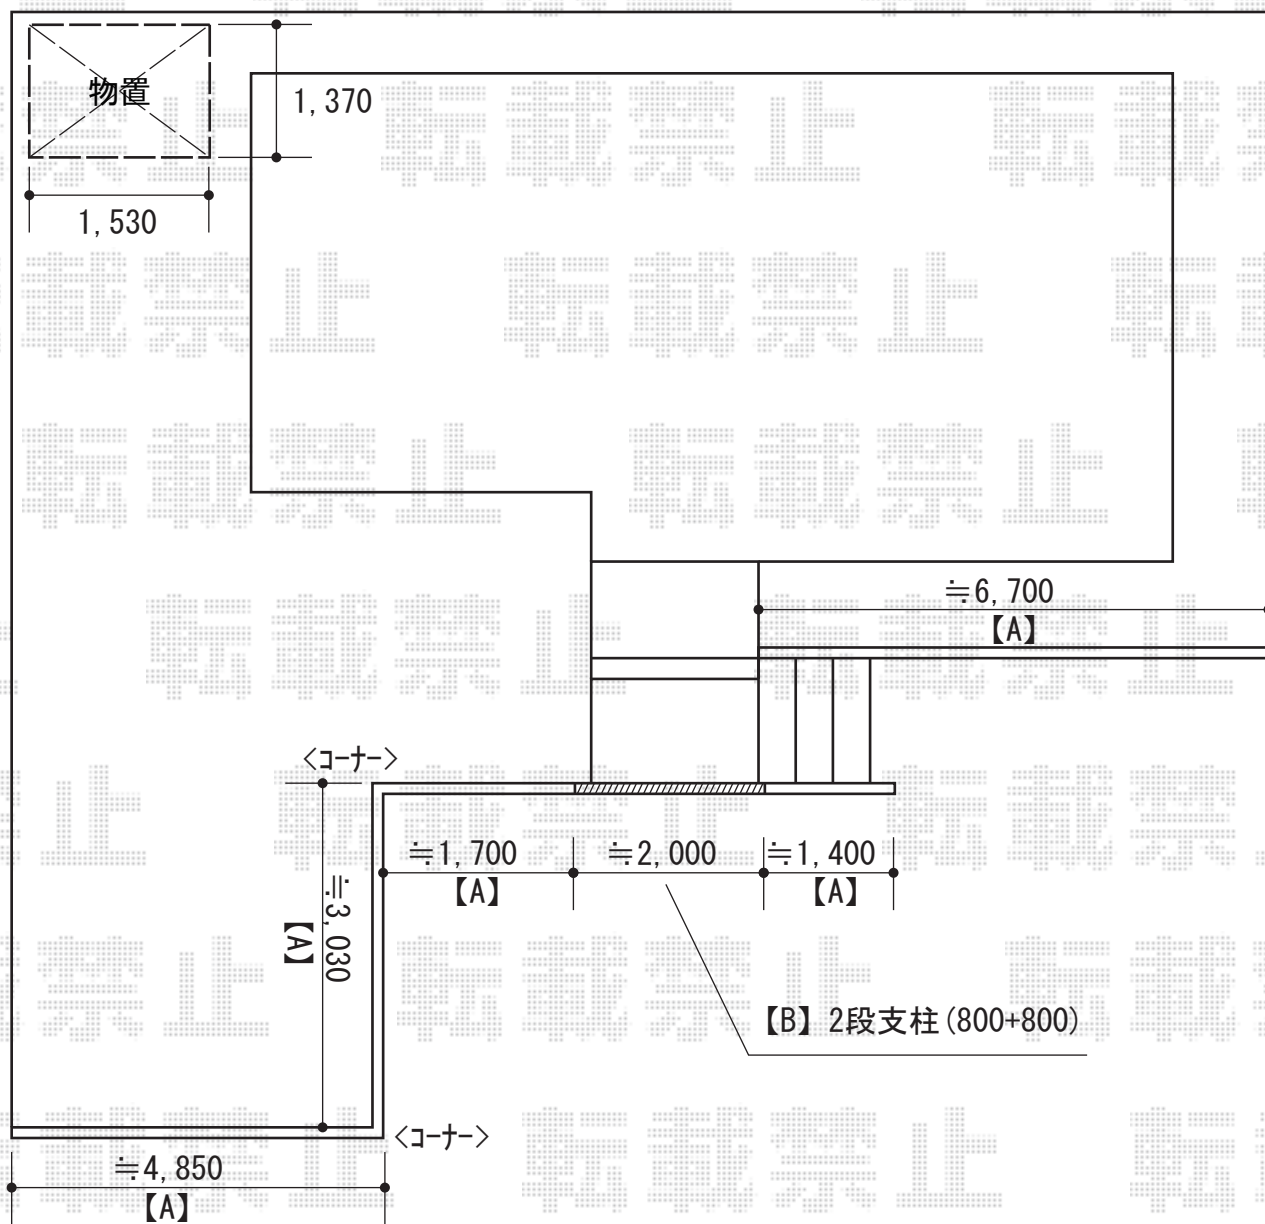 物置
1,370
1,530
≒6,700
【A】
<コーナー>
≒3,030
【A】
≒1,700
【A】
≒2,000
≒1,400
【A】
【B】2段支柱(800+800)
<コーナー>
≒4,850
【A】
転載禁止